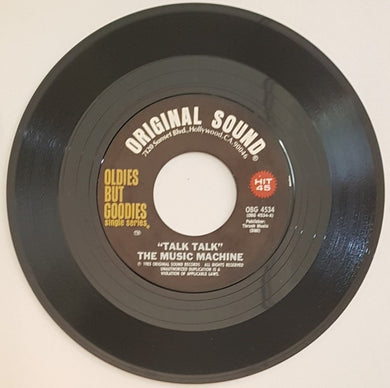 ORIGINAL SOUND®
7120 Sunset Blvd., Hollywood, CA. 90046
OLDIES
BUT
GOODIES
single series®
HIT
45
OBG 4534
(OBG 4534-A)
Publisher:
Thrush Music
(BMI)
"TALK TALK"
THE MUSIC MACHINE
© 1985 ORIGINAL SOUND RECORDS ALL RIGHTS RESERVED
UNAUTHORIZED DUPLICATION IS A
VIOLATION OF APPLICABLE LAWS.